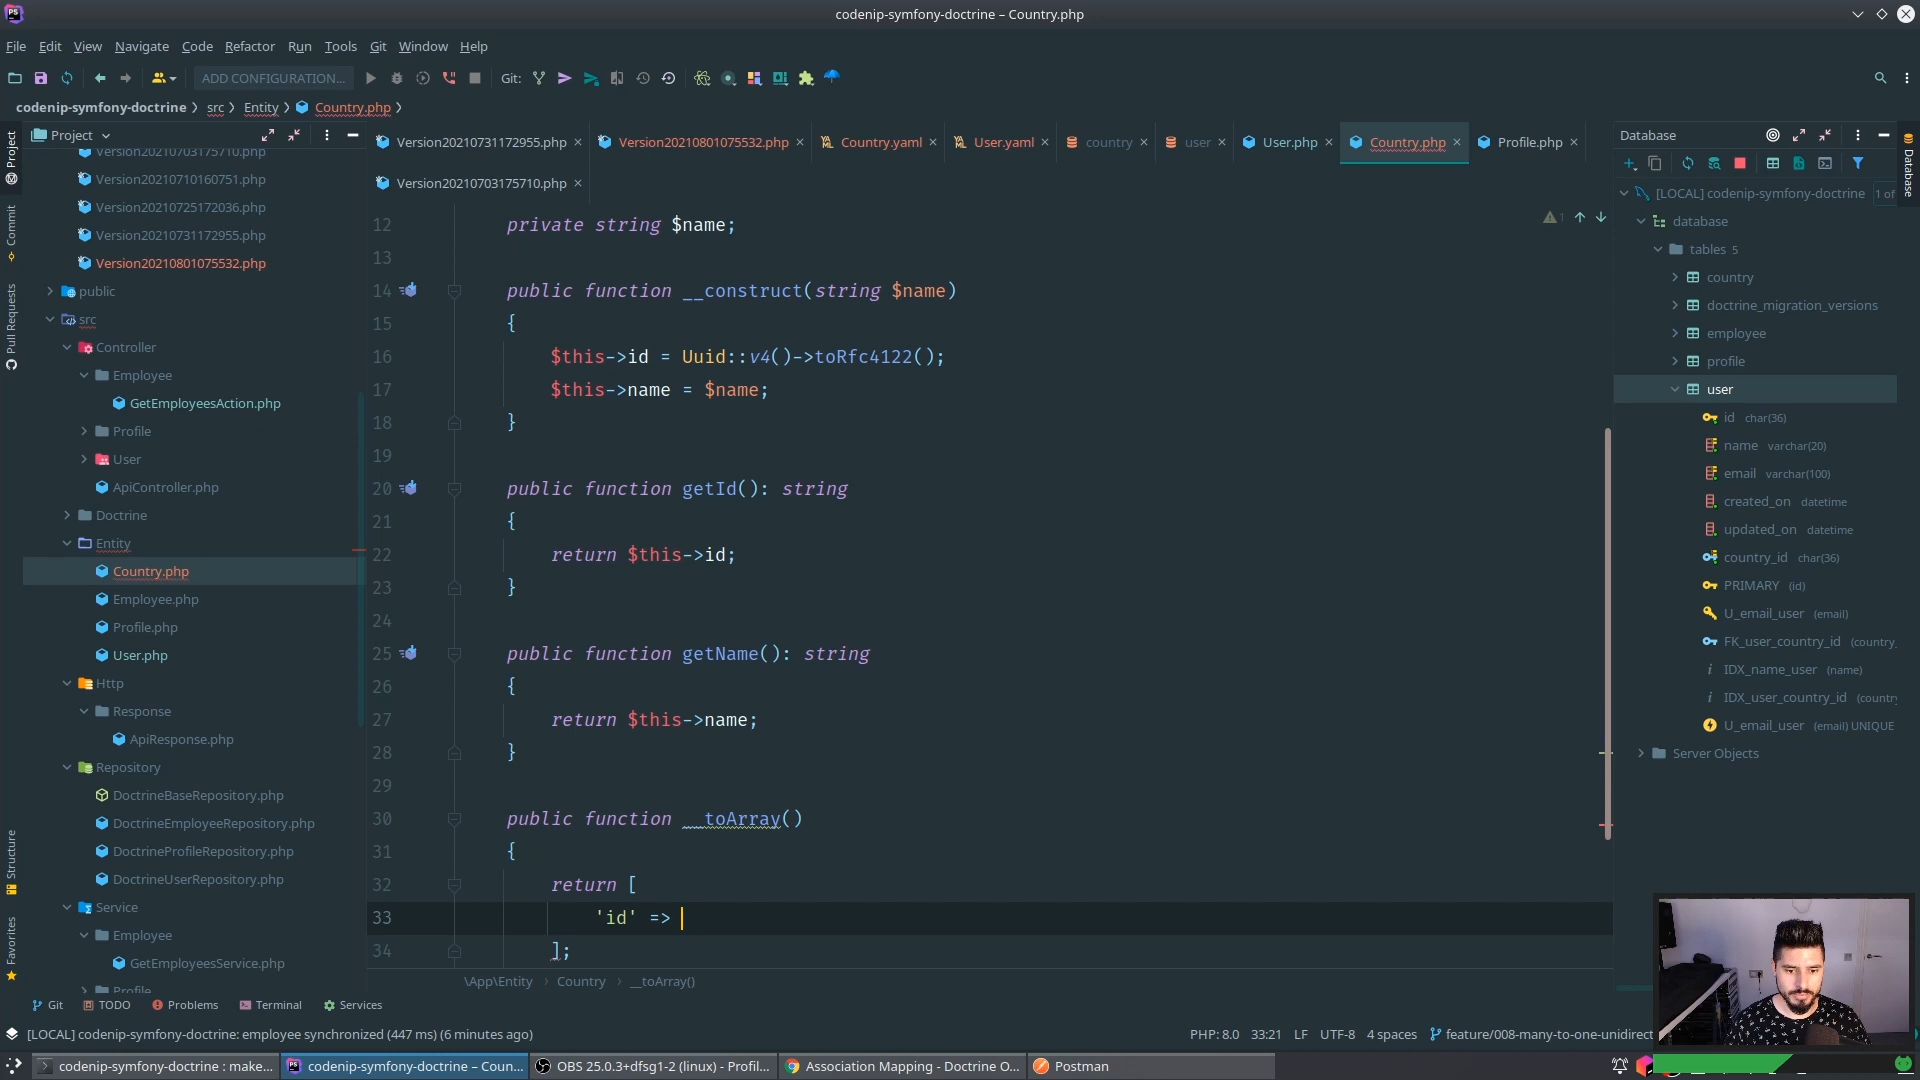 codenip-symfony-doctrine – Country.php
File Edit View Navigate Code Refactor Run Tools Git Window Help
ADD CONFIGURATION... Git:
codenip-symfony-doctrine src Entity Country.php
Project
Version20210731172955.php Version20210801075532.php Country.yaml User.yaml country user User.php Country.php Profile.php
Version20210703175710.php
Version20210703175710.php
Version20210710160751.php
Version20210725172036.php
Version20210731172955.php
Version20210801075532.php
public
src
Controller
Employee
GetEmployeesAction.php
Profile
User
ApiController.php
Doctrine
Entity
Country.php
Employee.php
Profile.php
User.php
Http
Response
ApiResponse.php
Repository
DoctrineBaseRepository.php
DoctrineEmployeeRepository.php
DoctrineProfileRepository.php
DoctrineUserRepository.php
Service
Employee
GetEmployeesService.php
Profile
Project
Commit
Pull Requests
Structure
Favorites
12 private string $name;
13
14 public function __construct(string $name)
15 {
16 $this->id = Uuid::v4()->toRfc4122();
17 $this->name = $name;
18 }
19
20 public function getId(): string
21 {
22 return $this->id;
23 }
24
25 public function getName(): string
26 {
27 return $this->name;
28 }
29
30 public function __toArray()
31 {
32 return [
33 'id' =>
34 ];
1
\App\Entity Country __toArray()
Database
Database
[LOCAL] codenip-symfony-doctrine 1 of
database
tables 5
country
doctrine_migration_versions
employee
profile
user
id char(36)
name varchar(20)
email varchar(100)
created_on datetime
updated_on datetime
country_id char(36)
PRIMARY (id)
U_email_user (email)
FK_user_country_id (country_
IDX_name_user (name)
IDX_user_country_id (country
U_email_user (email) UNIQUE
Server Objects
Git TODO Problems Terminal Services
[LOCAL] codenip-symfony-doctrine: employee synchronized (447 ms) (6 minutes ago)
PHP: 8.0 33:21 LF UTF-8 4 spaces feature/008-many-to-one-unidirect
codenip-symfony-doctrine : make... codenip-symfony-doctrine – Coun... OBS 25.0.3+dfsg1-2 (linux) - Profil... Association Mapping - Doctrine O... Postman